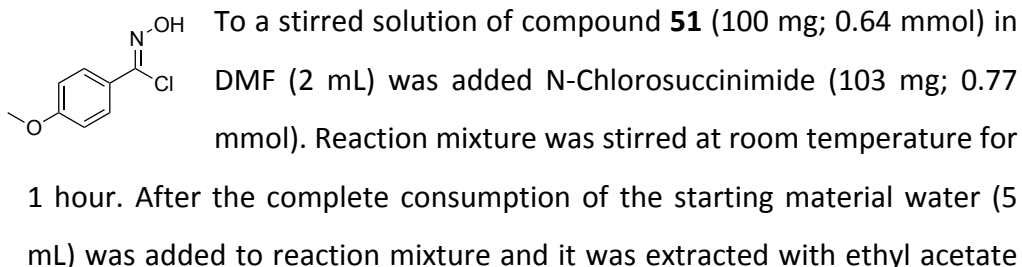 N OH
Cl
O
To a stirred solution of compound 51 (100 mg; 0.64 mmol) in
DMF (2 mL) was added N-Chlorosuccinimide (103 mg; 0.77
mmol). Reaction mixture was stirred at room temperature for
1 hour. After the complete consumption of the starting material water (5
mL) was added to reaction mixture and it was extracted with ethyl acetate